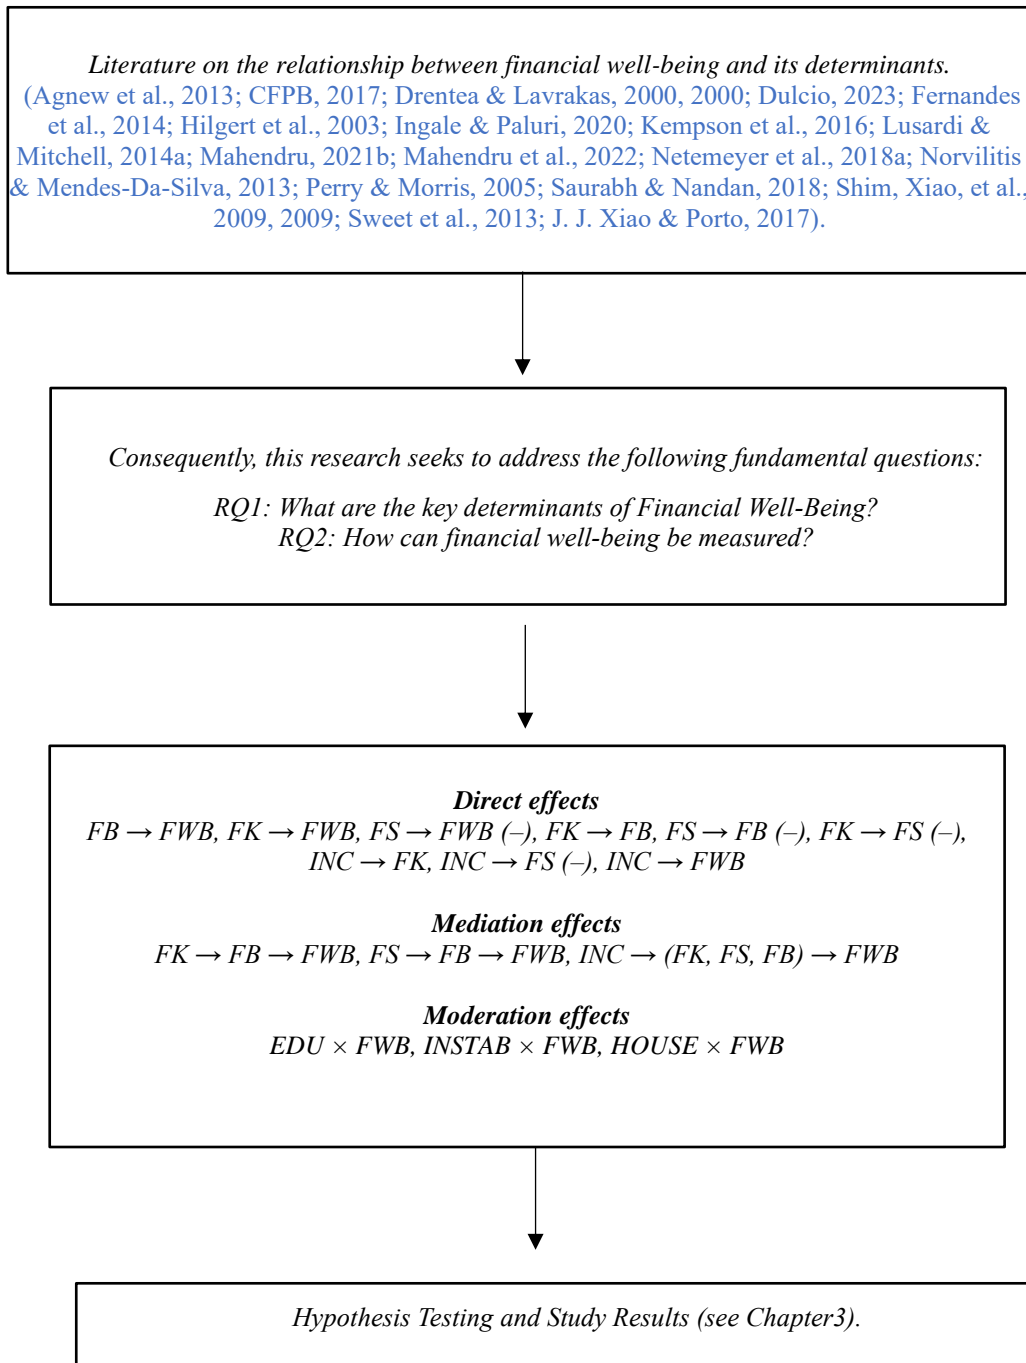 Literature on the relationship between financial well-being and its determinants.
(Agnew et al., 2013; CFPB, 2017; Drentea & Lavrakas, 2000, 2000; Dulcio, 2023; Fernandes
et al., 2014; Hilgert et al., 2003; Ingale & Paluri, 2020; Kempson et al., 2016; Lusardi &
Mitchell, 2014a; Mahendru, 2021b; Mahendru et al., 2022; Netemeyer et al., 2018a; Norvilitis
& Mendes-Da-Silva, 2013; Perry & Morris, 2005; Saurabh & Nandan, 2018; Shim, Xiao, et al.,
2009, 2009; Sweet et al., 2013; J. J. Xiao & Porto, 2017).
Consequently, this research seeks to address the following fundamental questions:
RQ1: What are the key determinants of Financial Well-Being?
RQ2: How can financial well-being be measured?
Direct effects
FB → FWB, FK → FWB, FS → FWB (–), FK → FB, FS → FB (–), FK → FS (–),
INC → FK, INC → FS (–), INC → FWB
Mediation effects
FK → FB → FWB, FS → FB → FWB, INC → (FK, FS, FB) → FWB
Moderation effects
EDU × FWB, INSTAB × FWB, HOUSE × FWB
Hypothesis Testing and Study Results (see Chapter3).